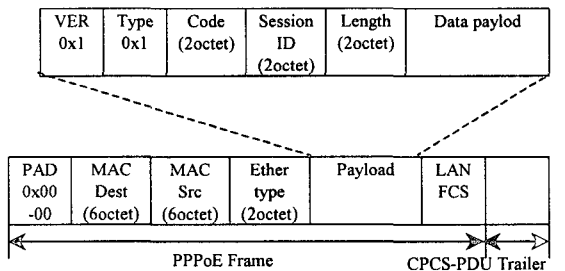 VER
0x1
Type
0x1
Code
(2octet)
Session
ID
(2octet)
Length
(2octet)
Data paylod
PAD
0x00
-00
MAC
Dest
(6octet)
MAC
Src
(6octet)
Ether
type
(2octet)
Payload
LAN
FCS
PPPoE Frame
CPCS-PDU Trailer